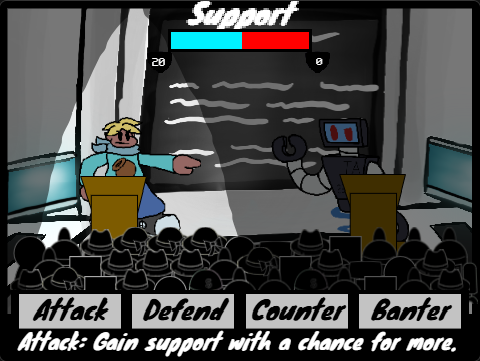 Support
20
0
Attack
Defend
Counter
Banter
Attack: Gain support with a chance for more.